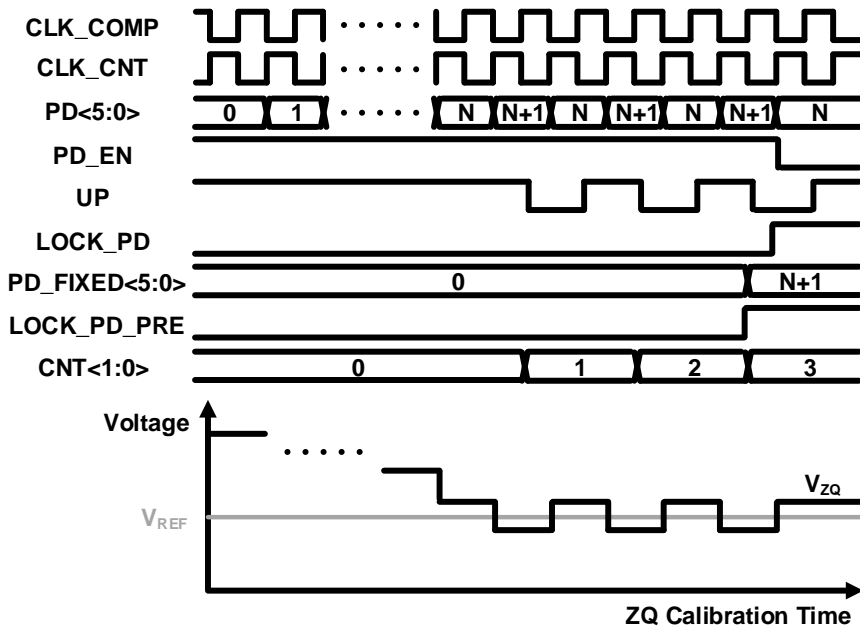 CLK_COMP
CLK_CNT
PD<5:0> 0 1 N N+1 N N+1 N N+1 N
PD_EN
UP
LOCK_PD
PD_FIXED<5:0> 0 N+1
LOCK_PD_PRE
CNT<1:0> 0 1 2 3
Voltage
VZQ
VREF
ZQ Calibration Time